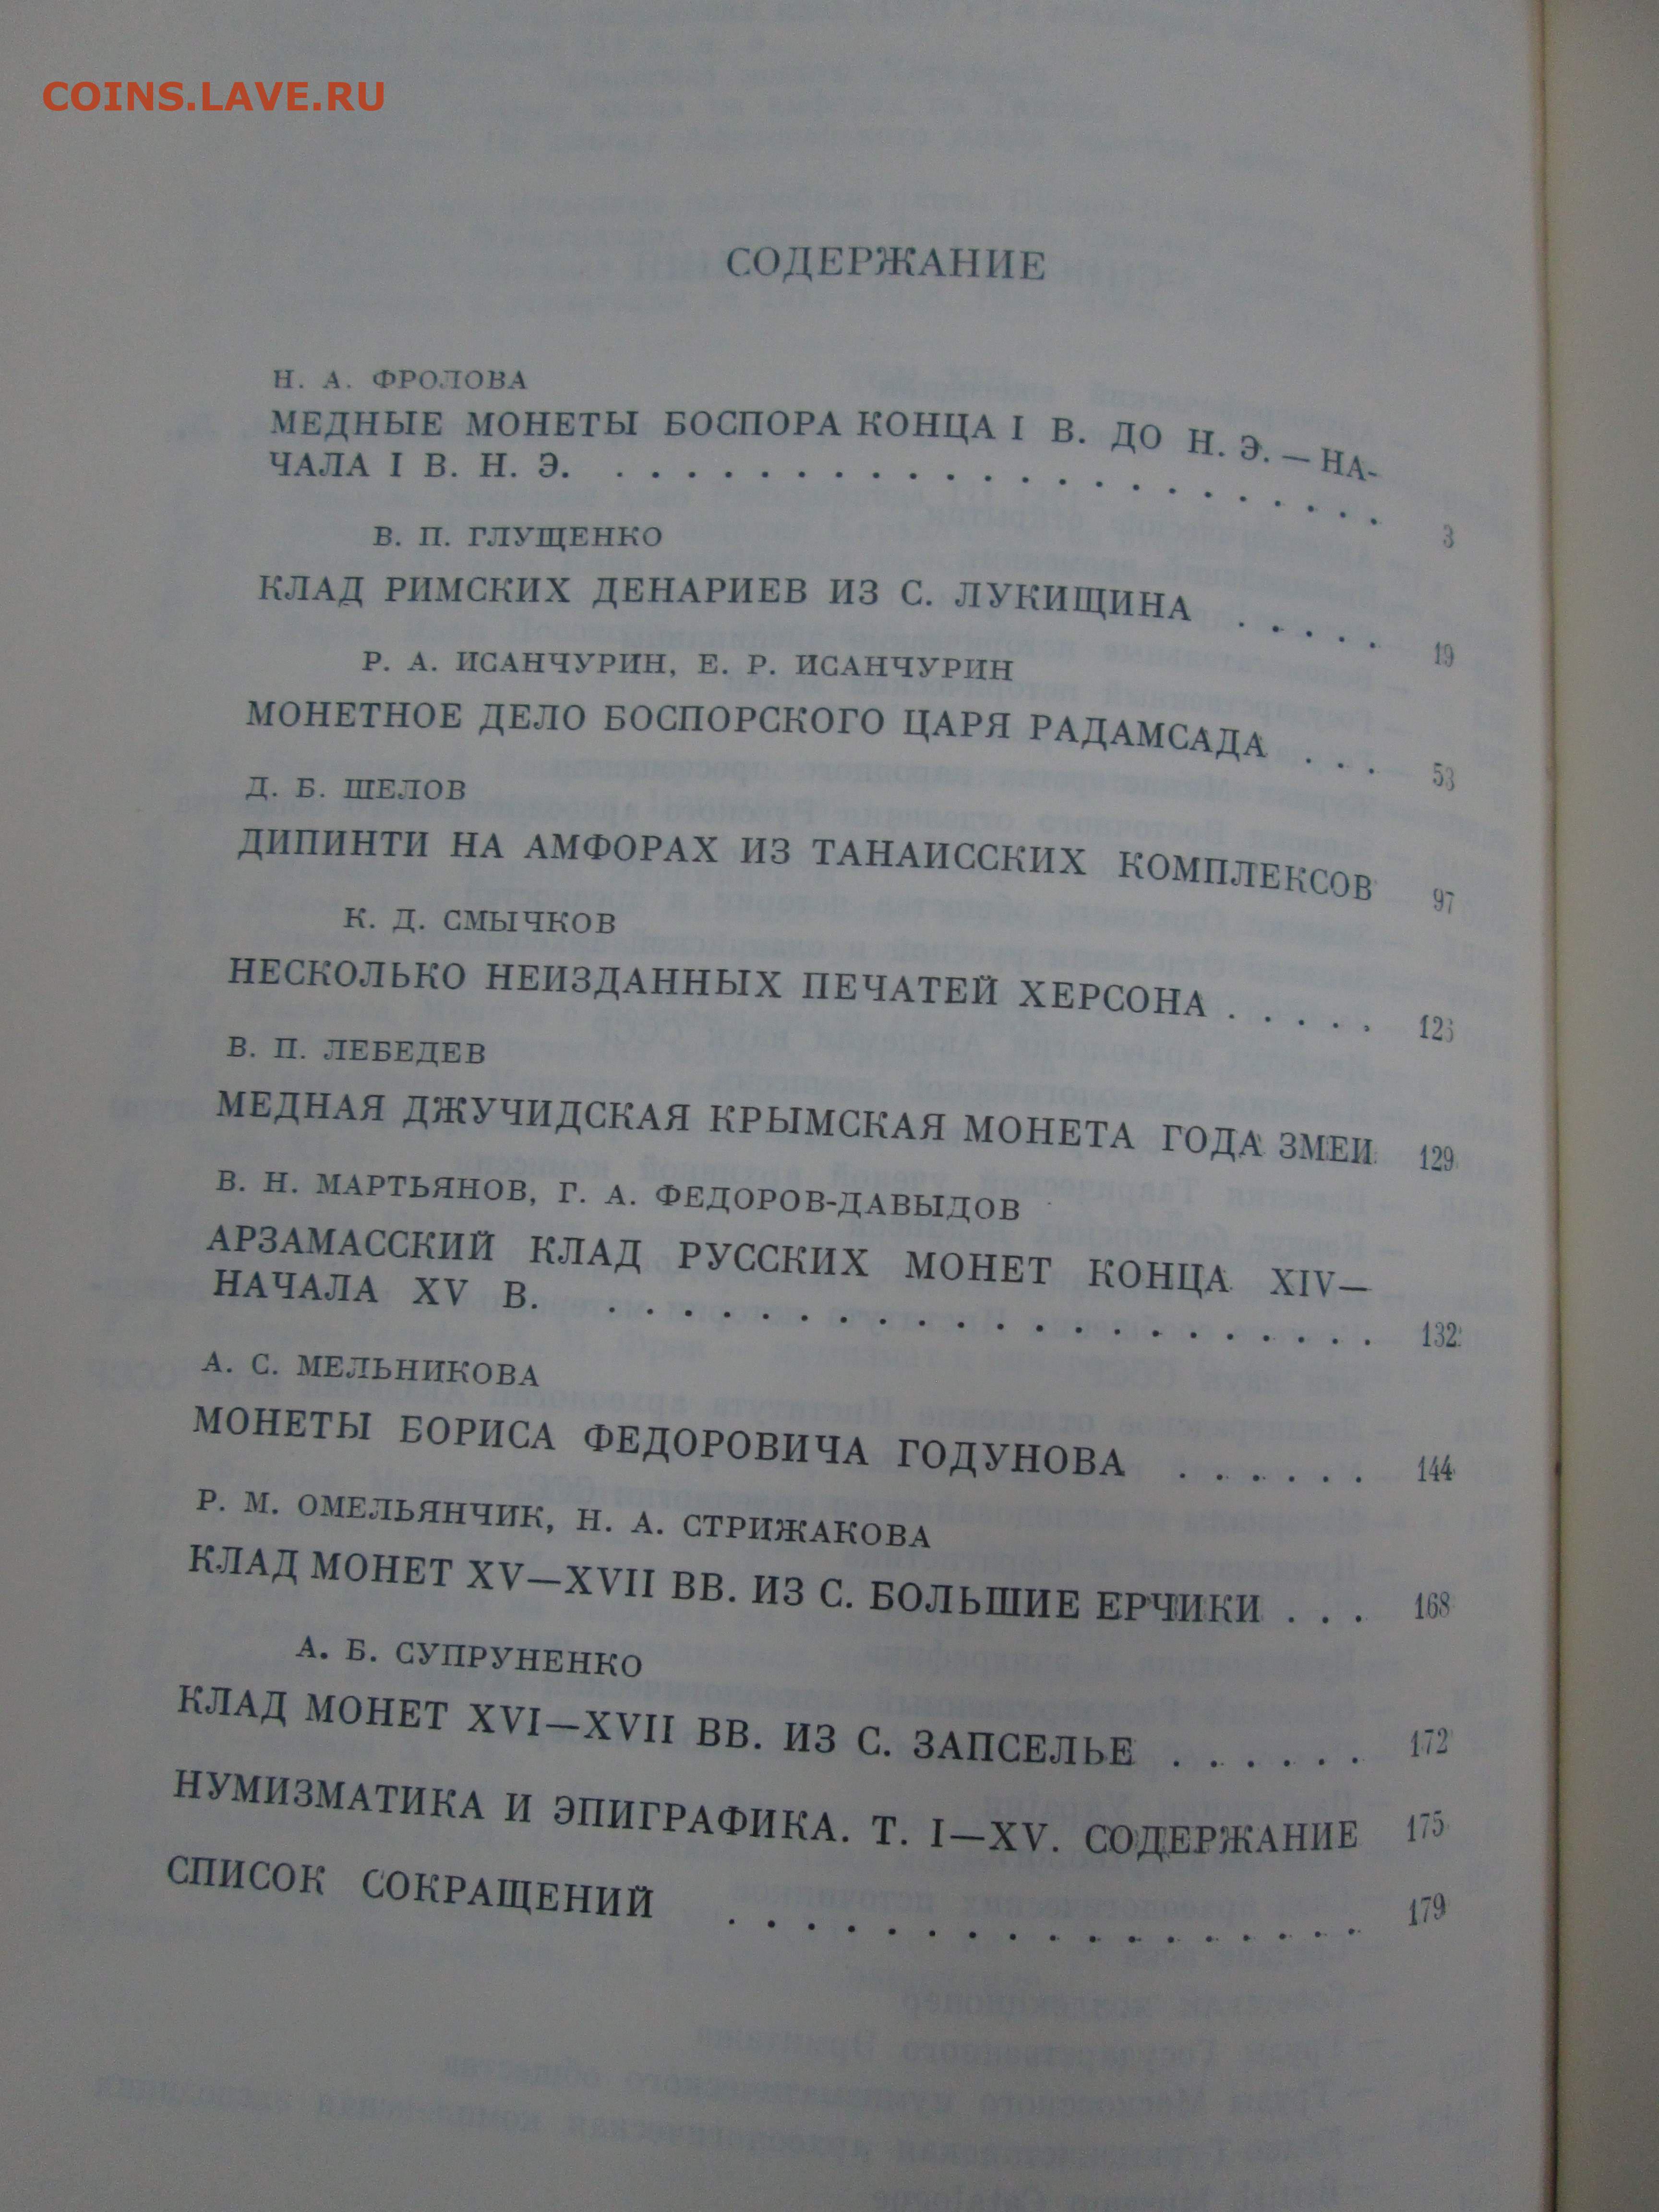 COINS.LAVE.RU
СОДЕРЖАНИЕ
Н. А. ФРОЛОВА
МЕДНЫЕ МОНЕТЫ БОСПОРА КОНЦА I В. ДО Н. Э. — НА-
ЧАЛА I В. Н. Э. . . . . . . . . . . . . . . . . . . . . . 3
В. П. ГЛУЩЕНКО
КЛАД РИМСКИХ ДЕНАРИЕВ ИЗ С. ЛУКИЩИНА . . . . . 19
Р. А. ИСАНЧУРИН, Е. Р. ИСАНЧУРИН
МОНЕТНОЕ ДЕЛО БОСПОРСКОГО ЦАРЯ РАДАМСАДА . . . 53
Д. Б. ШЕЛОВ
ДИПИНТИ НА АМФОРАХ ИЗ ТАНАИССКИХ КОМПЛЕКСОВ 97
К. Д. СМЫЧКОВ
НЕСКОЛЬКО НЕИЗДАННЫХ ПЕЧАТЕЙ ХЕРСОНА . . . . .
В. П. ЛЕБЕДЕВ
МЕДНАЯ ДЖУЧИДСКАЯ КРЫМСКАЯ МОНЕТА ГОДА ЗМЕИ 129
В. Н. МАРТЬЯНОВ, Г. А. ФЕДОРОВ-ДАВЫДОВ
АРЗАМАССКИЙ КЛАД РУССКИХ МОНЕТ КОНЦА XIV—
НАЧАЛА XV В. . . . . . . . . . . . . . . . . . . . . . . 132
А. С. МЕЛЬНИКОВА
МОНЕТЫ БОРИСА ФЕДОРОВИЧА ГОДУНОВА . . . . . . 144
Р. М. ОМЕЛЬЯНЧИК, Н. А. СТРИЖАКОВА
КЛАД МОНЕТ XV—XVII ВВ. ИЗ С. БОЛЬШИЕ ЕРЧИКИ . . . 168
А. Б. СУПРУНЕНКО
КЛАД МОНЕТ XVI—XVII ВВ. ИЗ С. ЗАПСЕЛЬЕ . . . . . . 172
НУМИЗМАТИКА И ЭПИГРАФИКА. Т. I—XV. СОДЕРЖАНИЕ 175
СПИСОК СОКРАЩЕНИЙ . . . . . . . . . . . . . . . . . 179